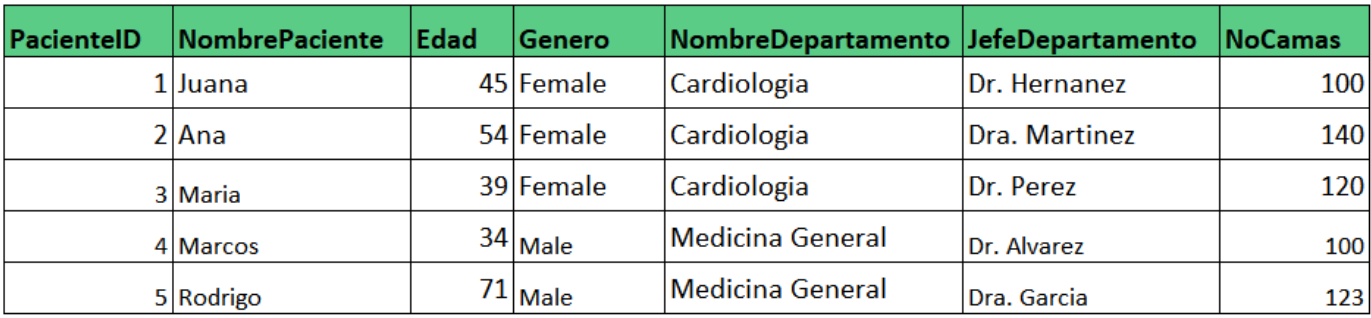 PacienteID NombrePaciente Edad Genero NombreDepartamento JefeDepartamento NoCamas
1 Juana 45 Female Cardiologia Dr. Hernanez 100
2 Ana 54 Female Cardiologia Dra. Martinez 140
3 Maria 39 Female Cardiologia Dr. Perez 120
4 Marcos 34 Male Medicina General Dr. Alvarez 100
5 Rodrigo 71 Male Medicina General Dra. Garcia 123